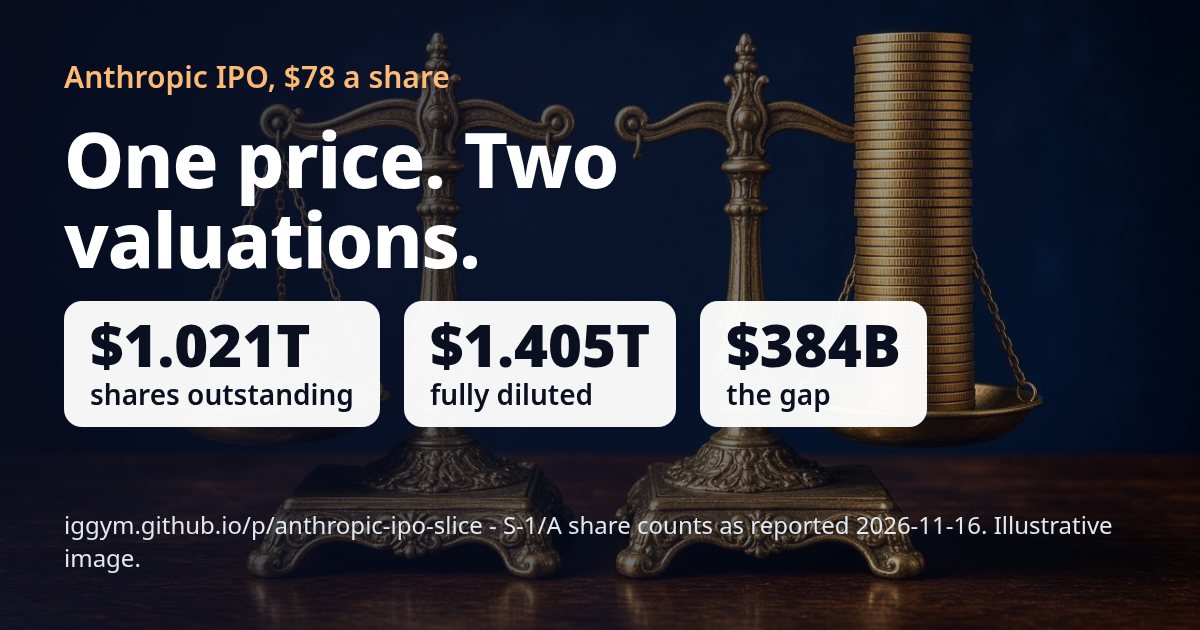 Anthropic IPO, $78 a share
One price. Two
valuations.
$1.021T
shares outstanding
$1.405T
fully diluted
$384B
the gap
iggym.github.io/p/anthropic-ipo-slice - S-1/A share counts as reported 2026-11-16. Illustrative
image.